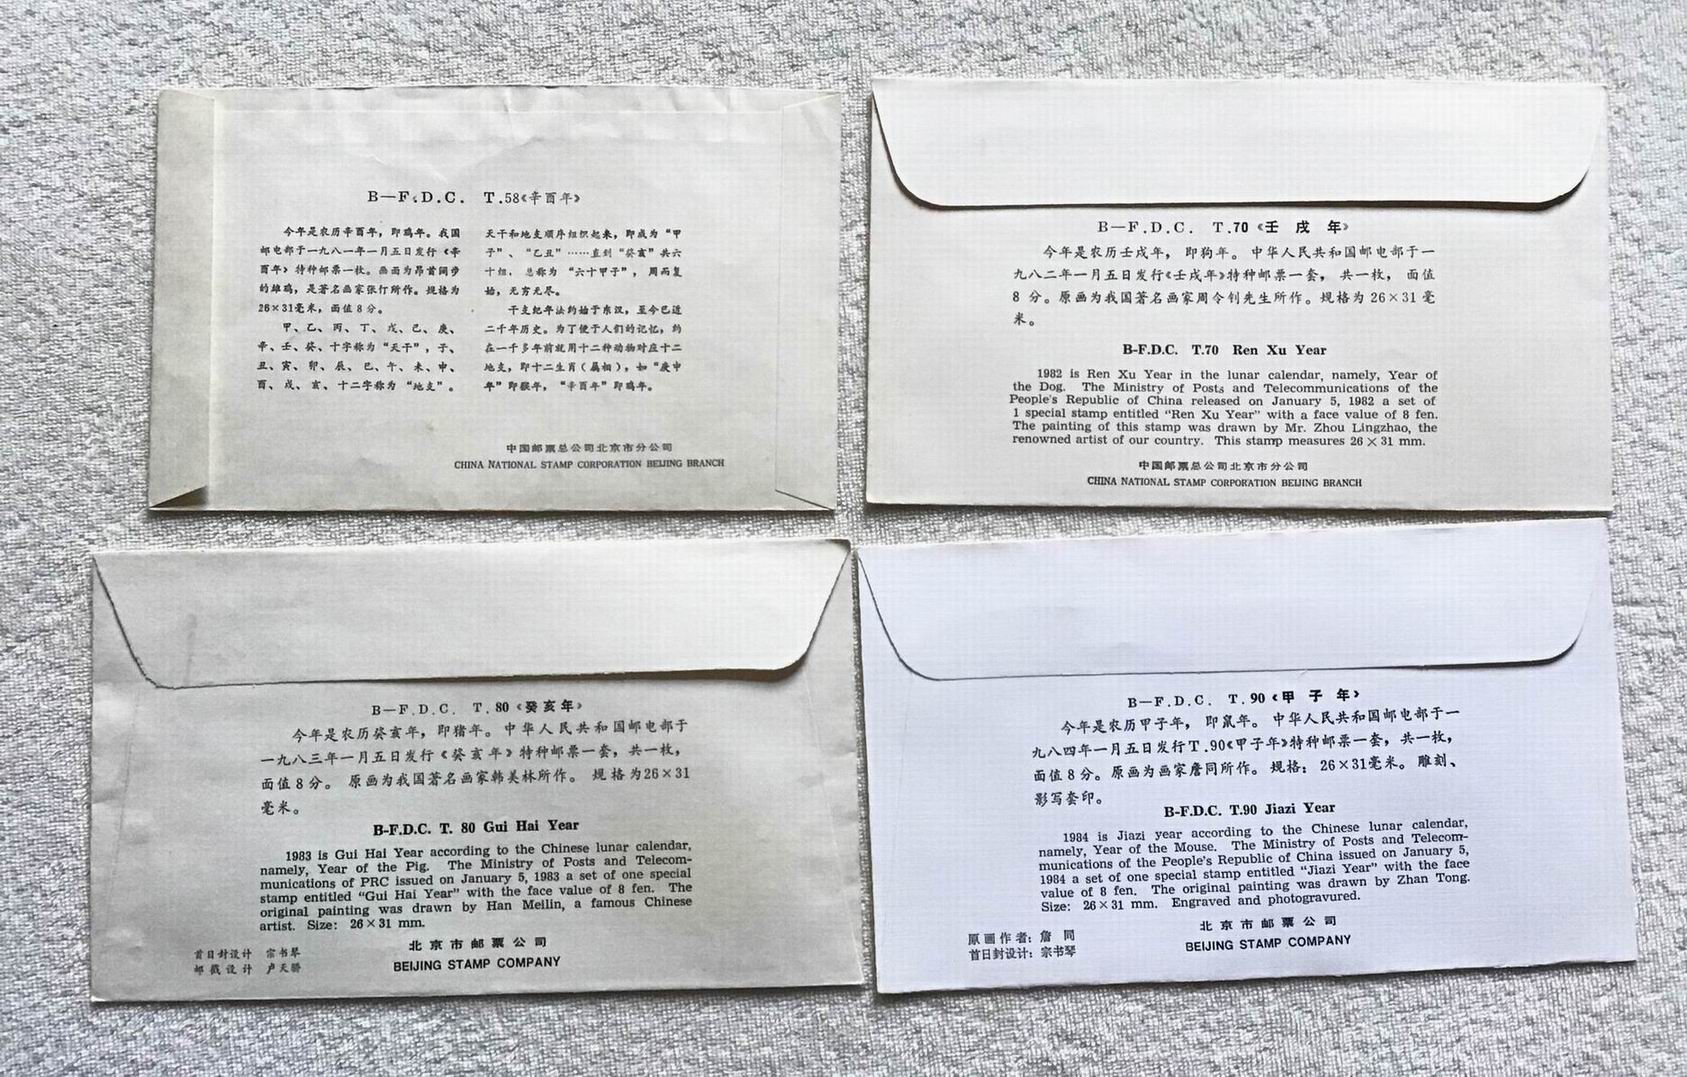 B—F.D.C. T.58《辛酉年》
今年是农历辛酉年，即鸡年。我国
邮电部于一九八一年一月五日发行《辛
酉年》特种邮票一枚。画面为昂首阔步
的雄鸡，是著名画家张仃所作。规格为
26×31毫米，面值8分。
甲、乙、丙、丁、戊、己、庚、
辛、壬、癸、十字称为“天干”，子、
丑、寅、卯、辰、巳、午、未、申、
酉、戌、亥、十二字称为“地支”。
天干和地支顺序组织起来，即成为“甲
子”、“乙丑”……直到“癸亥”共六
十组，总称为“六十甲子”，周而复
始，无穷无尽。
干支纪年法约始于东汉，至今已近
二千年历史。为了便于人们的记忆，约
在一千多年前就用十二种动物对应十二
地支，即十二生肖（属相），如“庚申
年”即猴年，“辛酉年”即鸡年。
中国邮票总公司北京市分公司
CHINA NATIONAL STAMP CORPORATION BEIJING BRANCH
B—F.D.C. T.70《壬戌年》
今年是农历壬戌年，即狗年。中华人民共和国邮电部于一
九八二年一月五日发行《壬戌年》特种邮票一套，共一枚，面值
8分。原画为我国著名画家周令钊先生所作。规格为26×31毫
米。
B-F.D.C. T.70 Ren Xu Year
1982 is Ren Xu Year in the lunar calendar, namely, Year of
the Dog. The Ministry of Posts and Telecommunications of the
People's Republic of China released on January 5, 1982 a set of
1 special stamp entitled “Ren Xu Year” with a face value of 8 fen.
The painting of this stamp was drawn by Mr. Zhou Lingzhao, the
renowned artist of our country. This stamp measures 26×31 mm.
中国邮票总公司北京市分公司
CHINA NATIONAL STAMP CORPORATION BEIJING BRANCH
B—F.D.C. T.80《癸亥年》
今年是农历癸亥年，即猪年。中华人民共和国邮电部于
一九八三年一月五日发行《癸亥年》特种邮票一套，共一枚，
面值8分。原画为我国著名画家韩美林所作。规格为26×31
毫米。
B-F.D.C. T. 80 Gui Hai Year
1983 is Gui Hai Year according to the Chinese lunar calendar,
namely, Year of the Pig. The Ministry of Posts and Telecom-
munications of PRC issued on January 5, 1983 a set of one special
stamp entitled “Gui Hai Year” with the face value of 8 fen. The
original painting was drawn by Han Meilin, a famous Chinese
artist. Size: 26×31 mm.
首日封设计 宗书琴
邮戳设计 卢天骄
北京市邮票公司
BEIJING STAMP COMPANY
B—F.D.C. T.90《甲子年》
今年是农历甲子年，即鼠年。中华人民共和国邮电部于一
九八四年一月五日发行T.90《甲子年》特种邮票一套，共一枚，
面值8分。原画为画家詹同所作。规格：26×31毫米。雕刻、
影写套印。
B-F.D.C. T.90 Jiazi Year
1984 is Jiazi year according to the Chinese lunar calendar,
namely, Year of the Mouse. The Ministry of Posts and Telecom-
munications of the People's Republic of China issued on January 5,
1984 a set of one special stamp entitled “Jiazi Year” with the face
value of 8 fen. The original painting was drawn by Zhan Tong.
Size: 26×31 mm. Engraved and photogravured.
原画作者：詹同
首日封设计：宗书琴
北京市邮票公司
BEIJING STAMP COMPANY